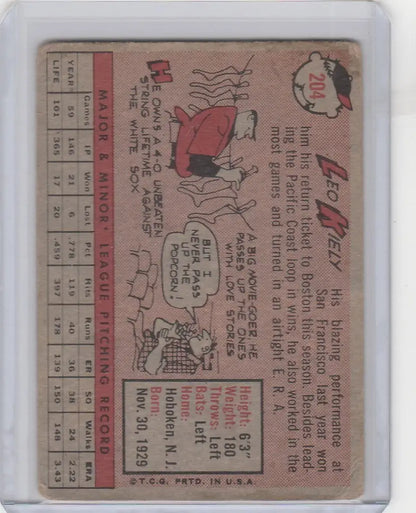 204
LEO KIELY
His blazing performance at
San Francisco last year won
him his return ticket to Boston this season. Besides lead-
ing the Pacific Coast loop in wins, he also worked in the
most games and turned in an airtight E. R. A.
HE OWNS A 4-0 UNBEATEN
STRING LIFETIME AGAINST
THE WHITE SOX
A BIG MOVIE GOER HE
PASSES UP THE ONES
WITH LOVE STORIES
BUT I
NEVER PASS
UP THE
POPCORN!
Height: 6'3"
Weight: 180
Throws: Left
Bats: Left
Home:
Hoboken, N. J.
Born:
Nov. 30, 1929
MAJOR & MINOR LEAGUE PITCHING RECORD
Games IP Won Lost Pct Hits Runs ER SO Walks ERA
YEAR 59 146 21 6 .778 119 40 36 38 24 2.22
LIFE 161 365 17 20 .459 397 178 139 150 148 3.43
© T.C.G. PRTD. IN U.S.A.